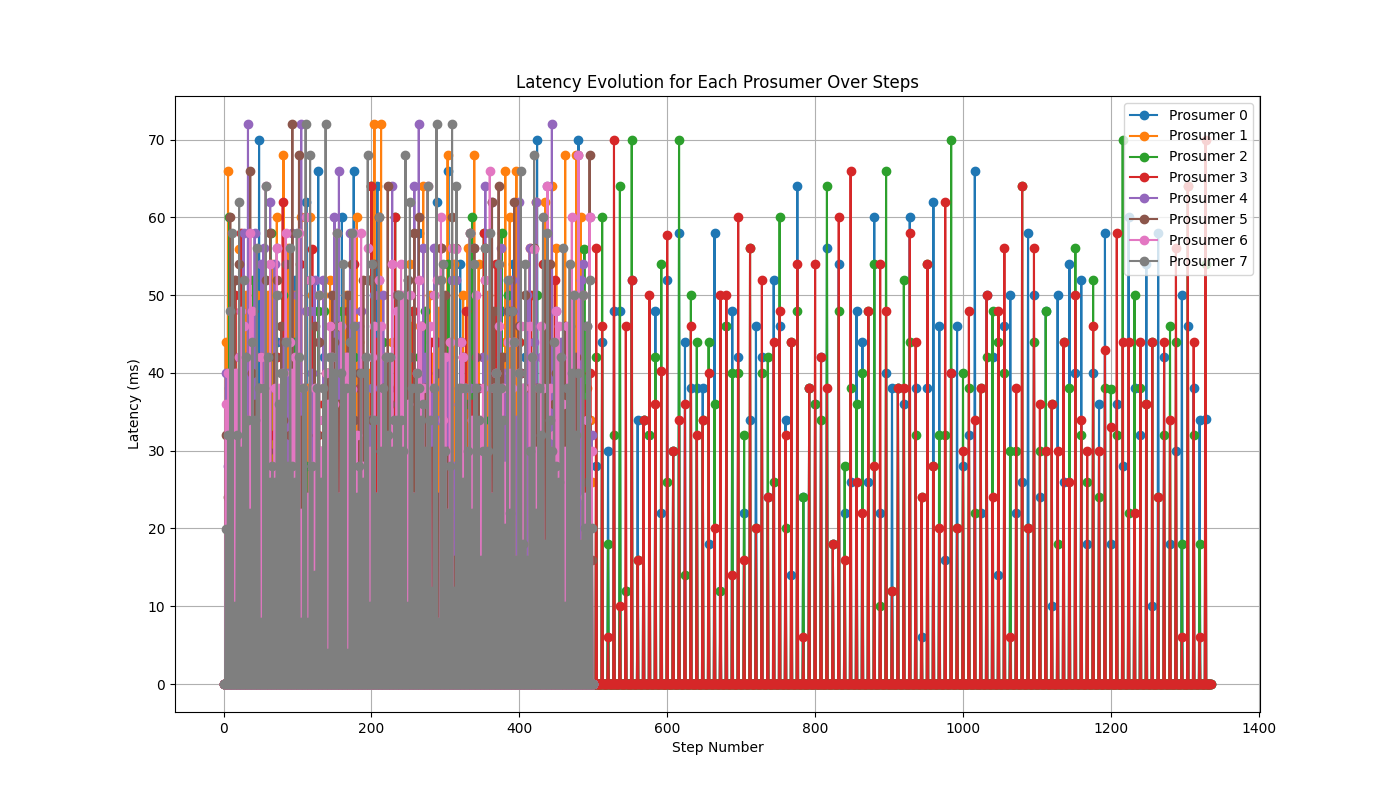 Latency Evolution for Each Prosumer Over Steps
Prosumer 0
Prosumer 1
Prosumer 2
Prosumer 3
Prosumer 4
Prosumer 5
Prosumer 6
Prosumer 7
Latency (ms)
70
60
50
40
30
20
10
0
0 200 400 600 800 1000 1200 1400
Step Number